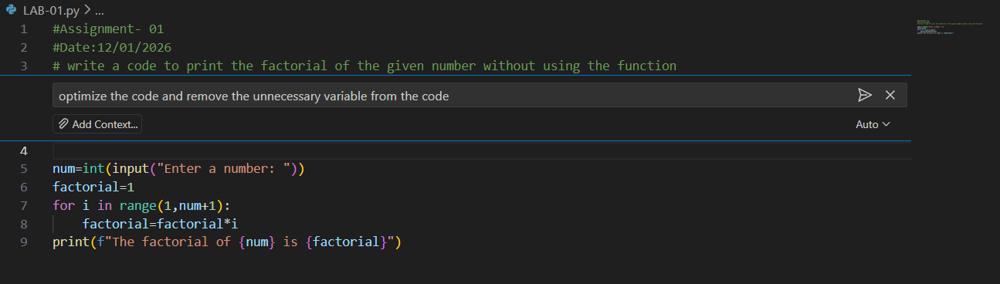 LAB-01.py > ...
1 #Assignment- 01
2 #Date:12/01/2026
3 # write a code to print the factorial of the given number without using the function
optimize the code and remove the unnecessary variable from the code
Add Context...
Auto
4
5 num=int(input("Enter a number: "))
6 factorial=1
7 for i in range(1,num+1):
8     factorial=factorial*i
9 print(f"The factorial of {num} is {factorial}")